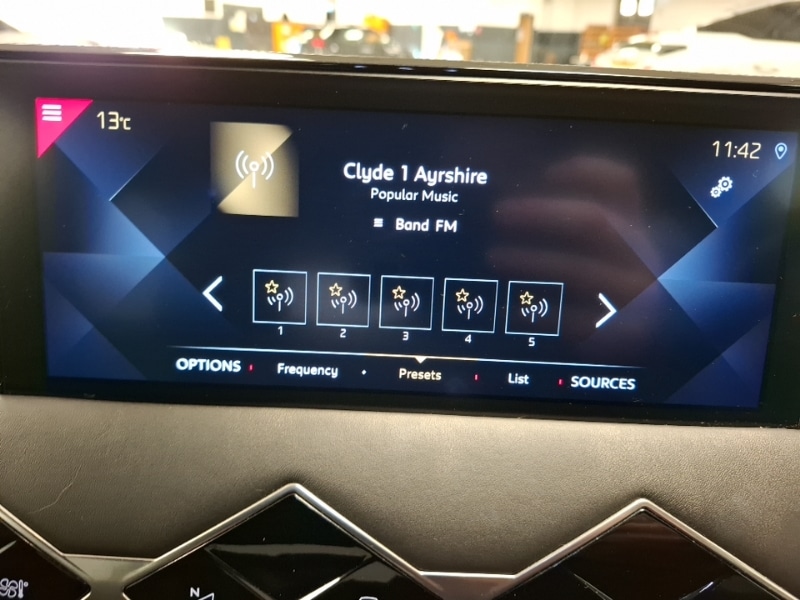 13°C
11:42
Clyde 1 Ayrshire
Popular Music
Band FM
1 2 3 4 5
OPTIONS Frequency Presets List SOURCES
N